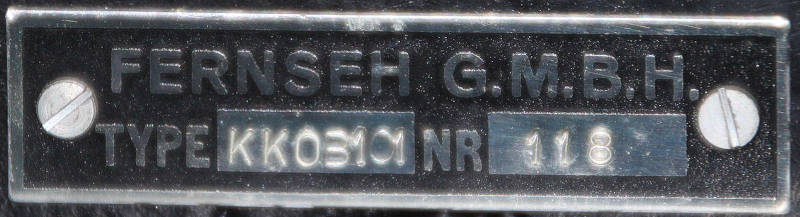 FERNSEH G.M.B.H.
TYPE KK03101 NR 118